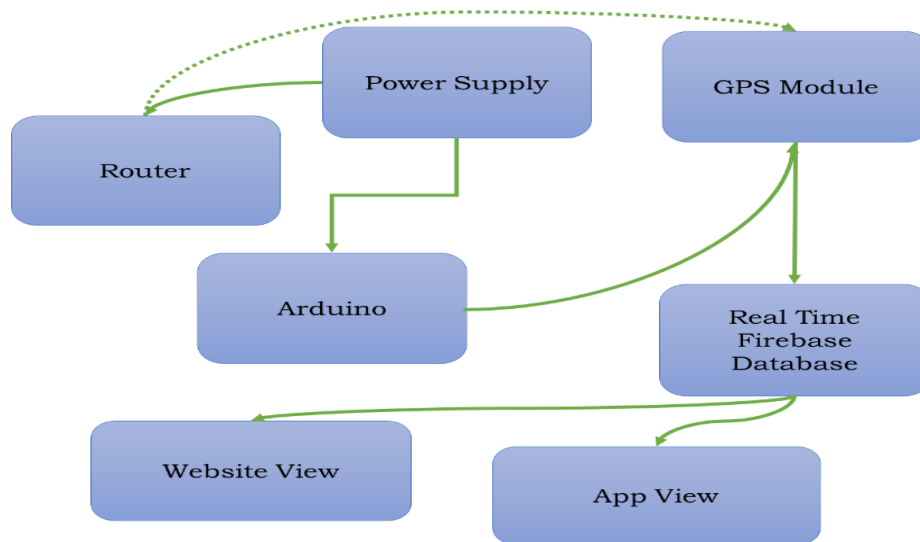 Power Supply
GPS Module
Router
Arduino
Real Time
Firebase
Database
Website View
App View